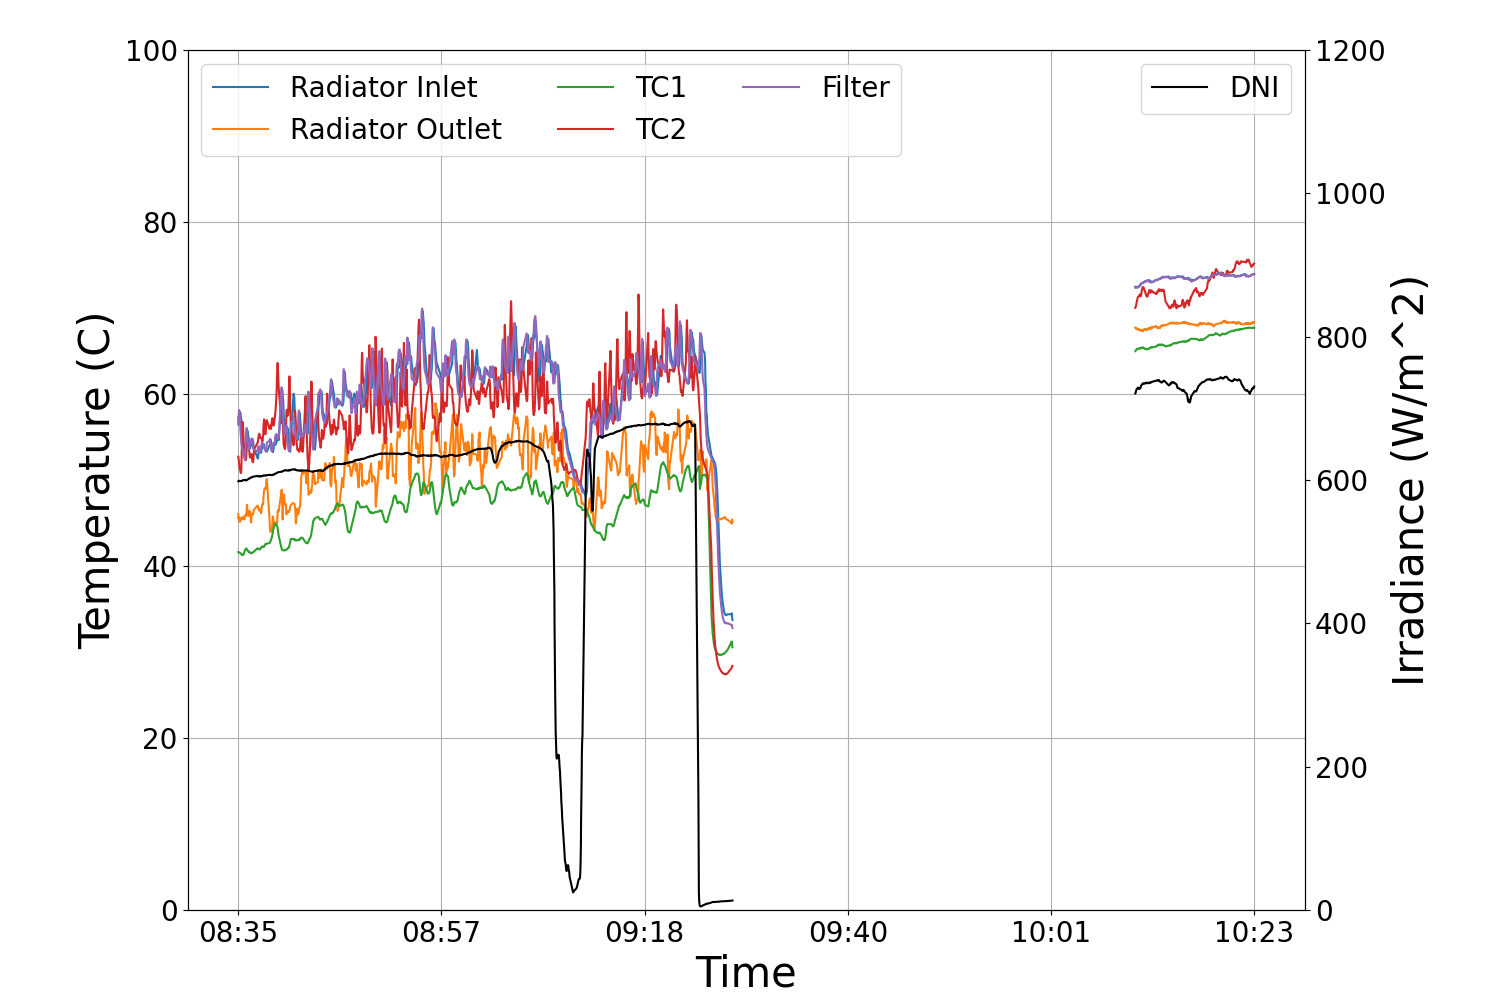 Radiator Inlet TC1 Filter
Radiator Outlet TC2
DNI
100
80
60
40
20
0
Temperature (C)
1200
1000
800
600
400
200
0
Irradiance (W/m^2)
08:35 08:57 09:18 09:40 10:01 10:23
Time